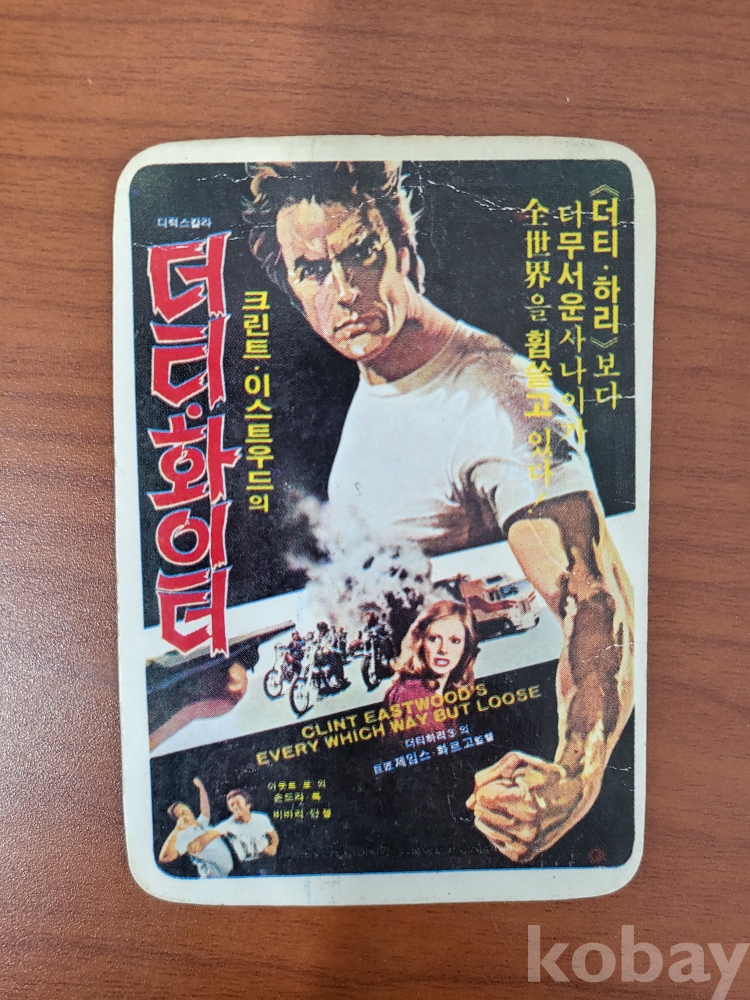 디럭스칼라
더티·화이터
크린트·이스트우드의
《더티·하리》보다
더 무서운 사나이가
全世界을 휩쓸고 있다!
CLINT EASTWOOD'S
EVERY WHICH WAY BUT LOOSE
더티하리3의
제임스·화르고
손드라·록
kobay